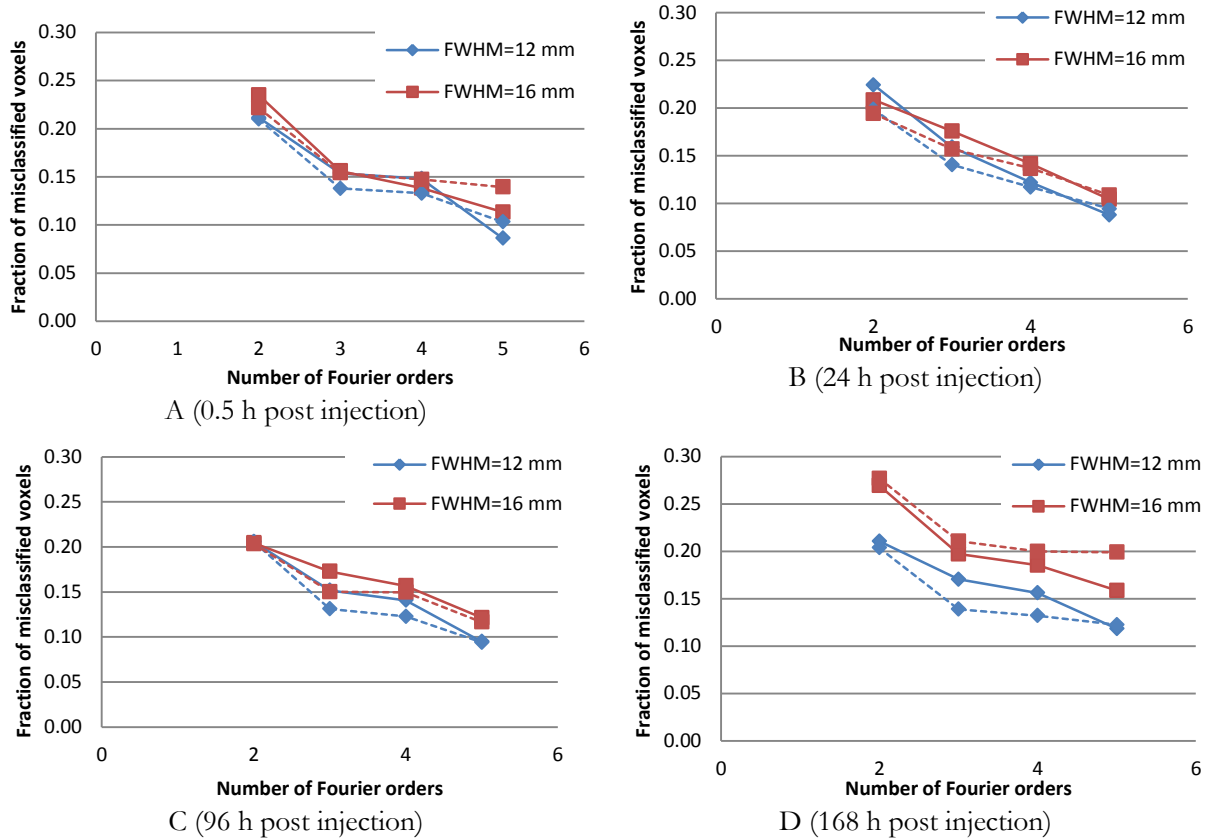 0.30
0.25
0.20
0.15
0.10
0.05
0.00
Fraction of misclassified voxels
FWHM=12 mm
FWHM=16 mm
0 1 2 3 4 5 6
Number of Fourier orders
A (0.5 h post injection)
0.30
0.25
0.20
0.15
0.10
0.05
0.00
Fraction of misclassified voxels
FWHM=12 mm
FWHM=16 mm
0 2 4 6
Number of Fourier orders
B (24 h post injection)
0.30
0.25
0.20
0.15
0.10
0.05
0.00
Fraction of misclassified voxels
FWHM=12 mm
FWHM=16 mm
0 2 4 6
Number of Fourier orders
C (96 h post injection)
0.30
0.25
0.20
0.15
0.10
0.05
0.00
Fraction of misclassified voxels
FWHM=12 mm
FWHM=16 mm
0 2 4 6
Number of Fourier orders
D (168 h post injection)